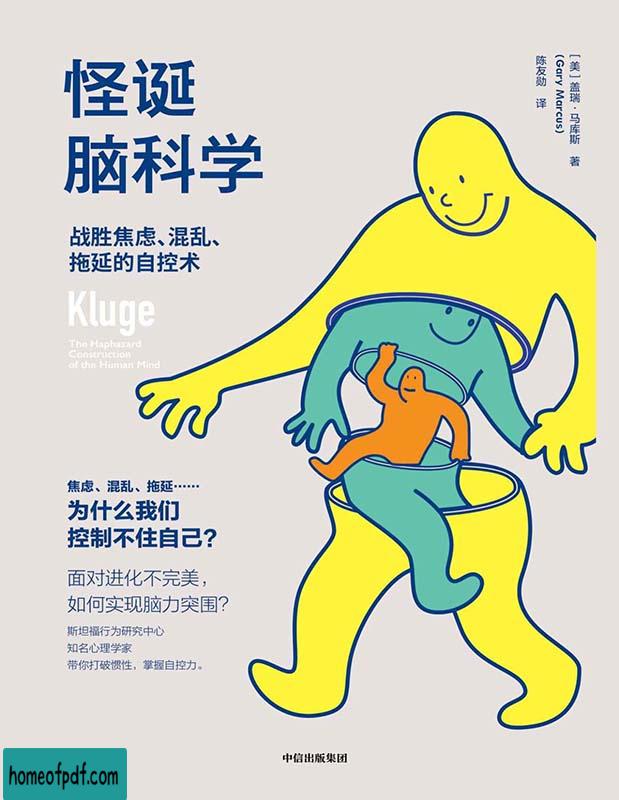 怪诞
脑科学
[美] 盖瑞·马库斯 著
(Gary Marcus)
陈友勋 译
战胜焦虑、混乱、
拖延的自控术
Kluge
The Haphazard
Construction
of the Human Mind
焦虑、混乱、拖延……
为什么我们
控制不住自己?
面对进化不完美，
如何实现脑力突围?
斯坦福行为研究中心
知名心理学家
带你打破惯性，掌握自控力。
中信出版集团
homeofpdf.com